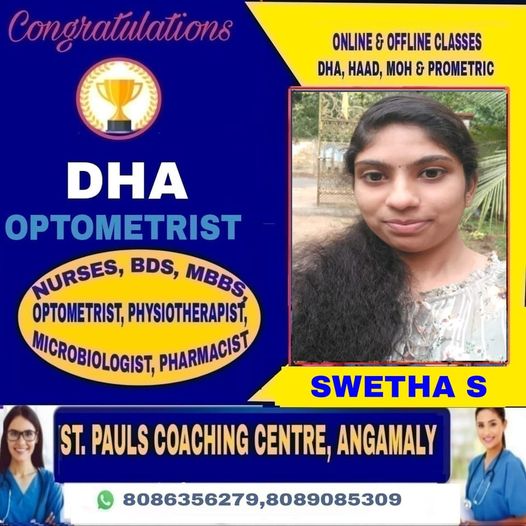 Congratulations
ONLINE & OFFLINE CLASSES
DHA, HAAD, MOH & PROMETRIC
DHA
OPTOMETRIST
NURSES, BDS, MBBS,
OPTOMETRIST, PHYSIOTHERAPIST,
MICROBIOLOGIST, PHARMACIST
SWETHA S
ST. PAULS COACHING CENTRE, ANGAMALY
8086356279,8089085309